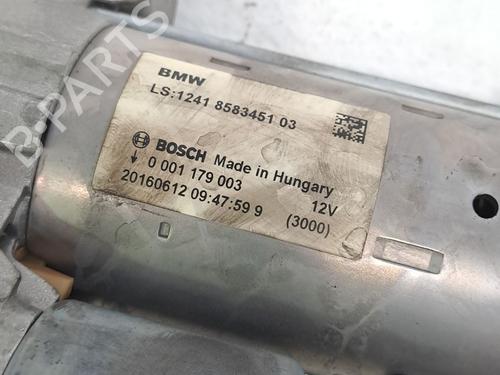 BMW
LS:1241 8583451 03
BOSCH Made in Hungary
0 001 179 003 12V
20160612 09:47:59 9 (3000)
B-PARTS